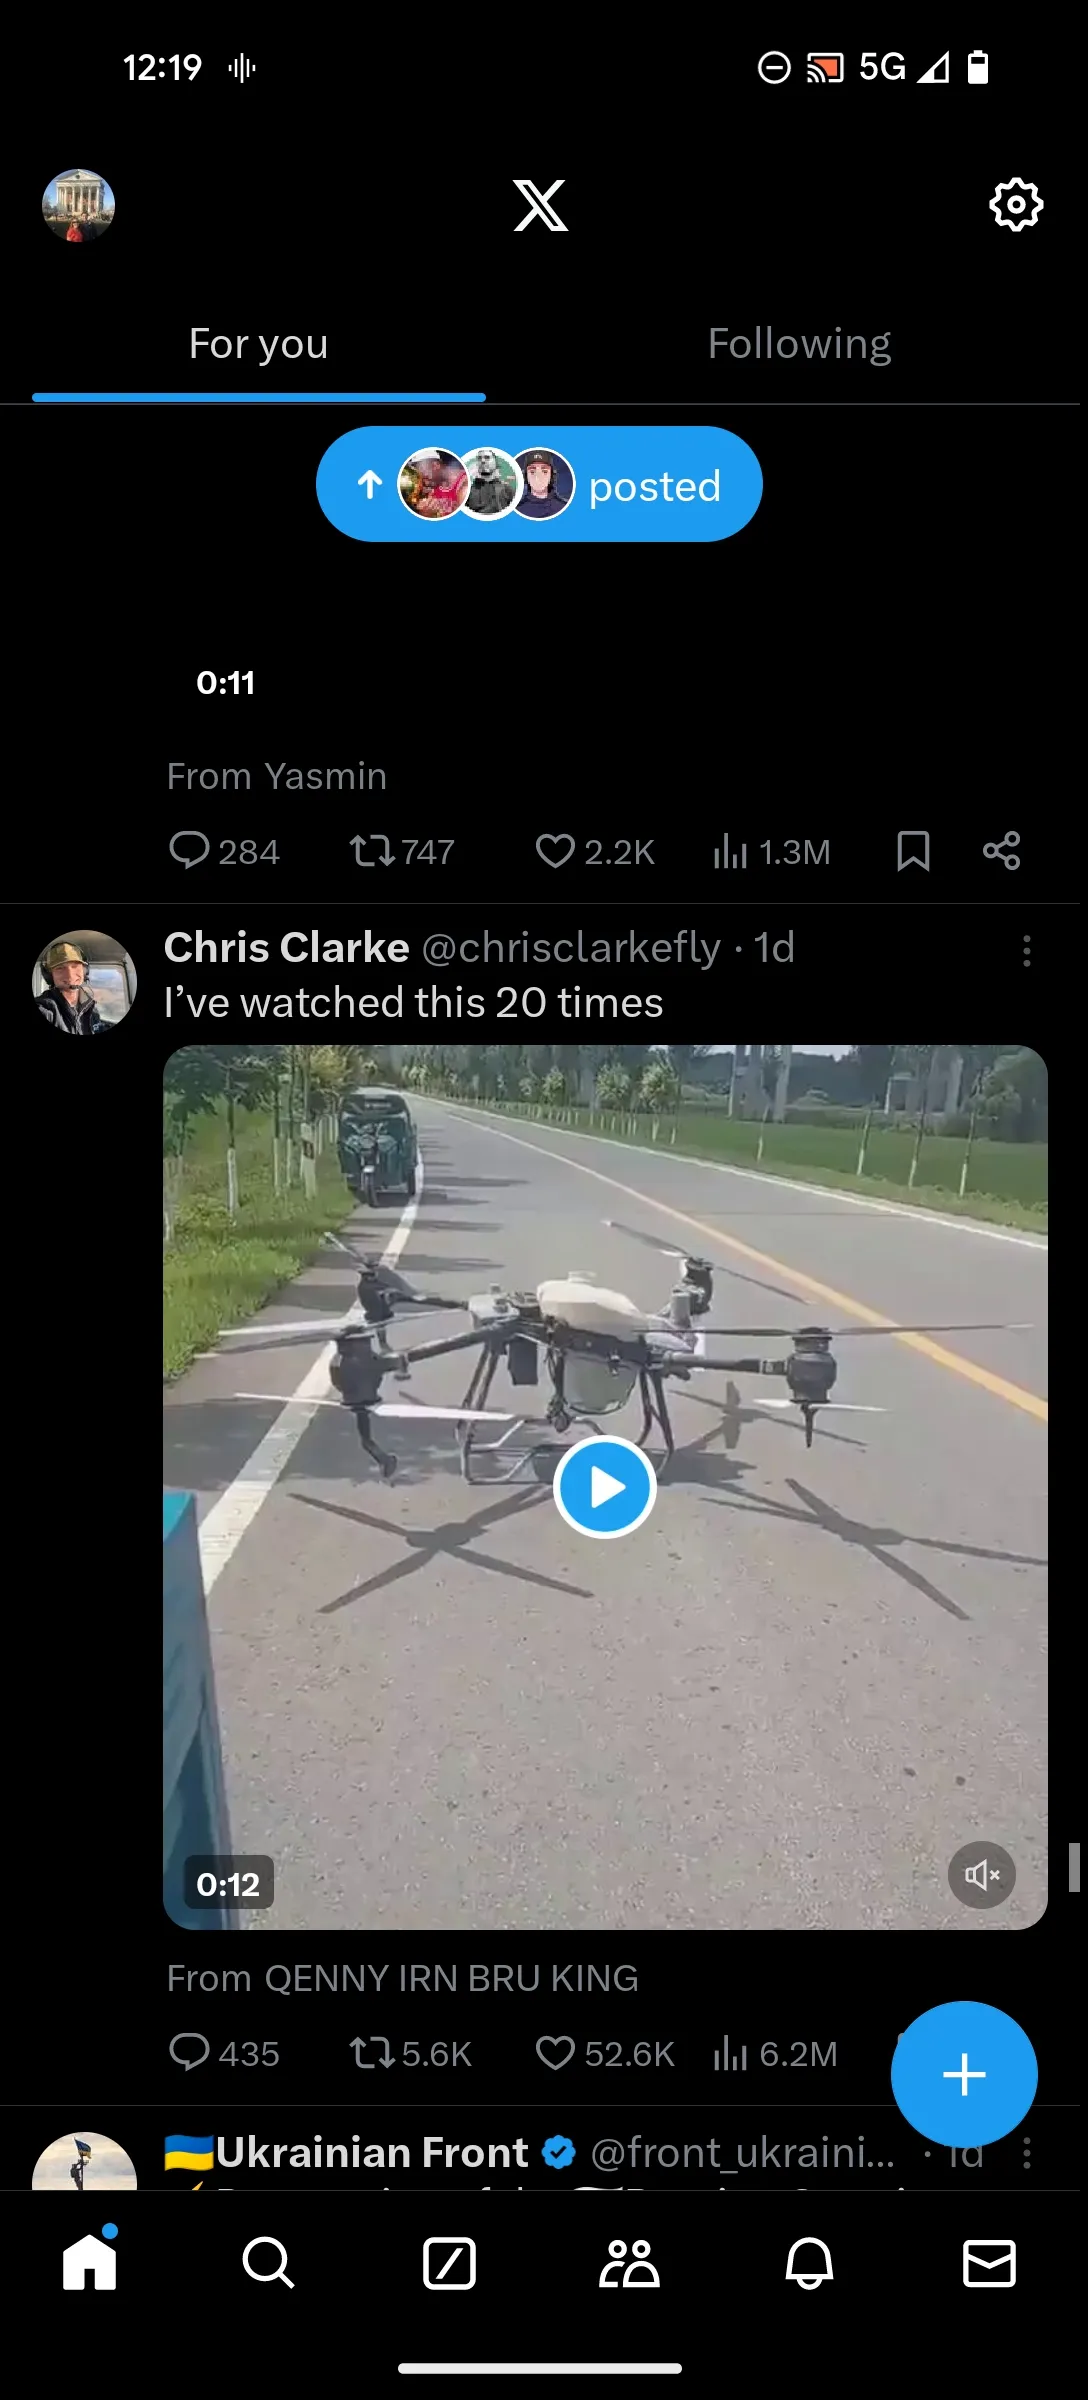 12:19
5G
For you
Following
posted
0:11
From Yasmin
284 747 2.2K 1.3M
Chris Clarke @chrisclarkefly · 1d
I've watched this 20 times
0:12
From QENNY IRN BRU KING
435 5.6K 52.6K 6.2M
🇺🇦Ukrainian Front @front_ukraini... · 1d